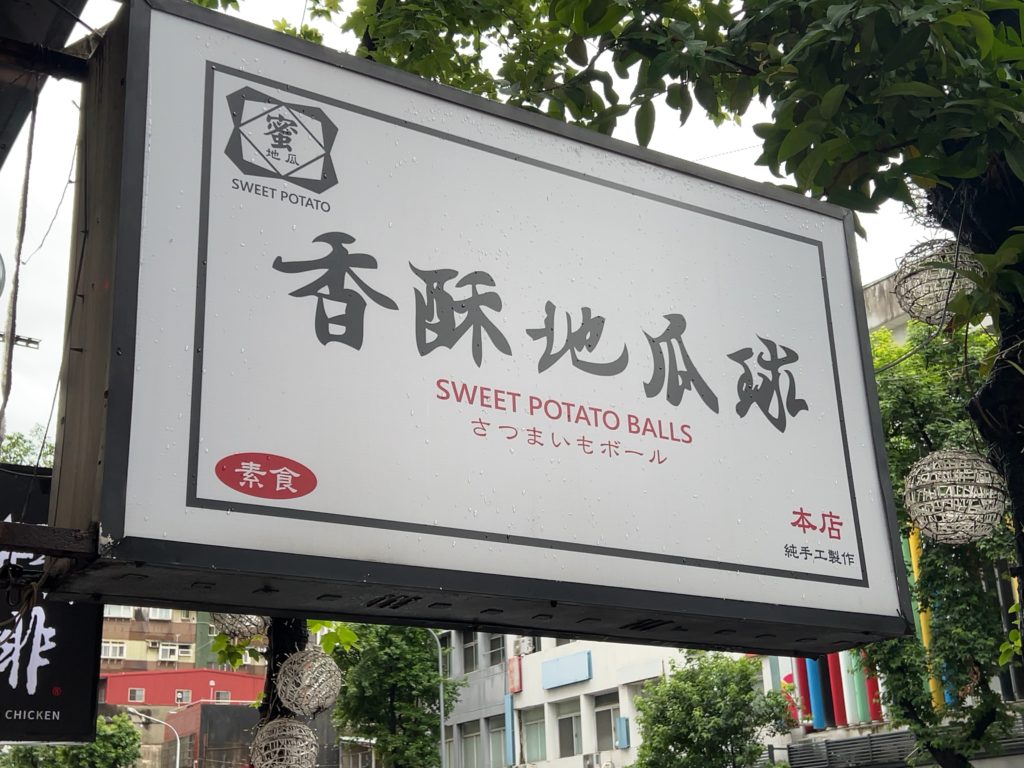 蜜
地瓜
SWEET POTATO
香酥地瓜球
SWEET POTATO BALLS
さつまいもボール
素食
本店
純手工製作
啡
CHICKEN